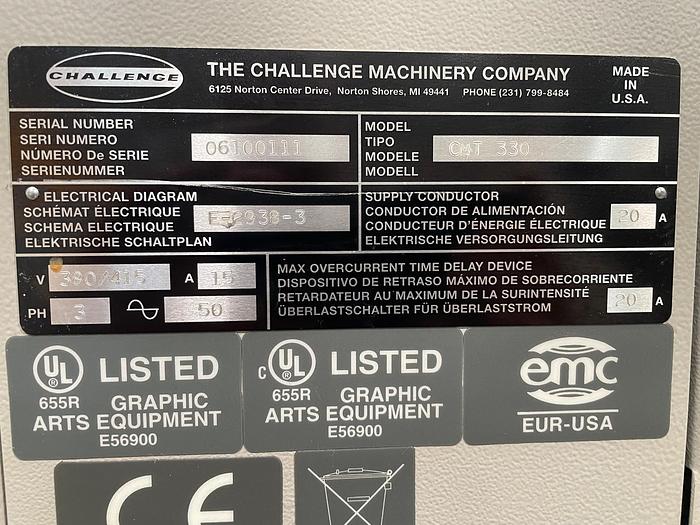 CHALLENGE
THE CHALLENGE MACHINERY COMPANY
6125 Norton Center Drive, Norton Shores, MI 49441 PHONE (231) 799-8484
MADE
IN
U.S.A.
SERIAL NUMBER
SERI NUMERO
NÚMERO De SERIE
SERIENUMMER
06100111
MODEL
TIPO
MODELE
MODELL
CMT 330
ELECTRICAL DIAGRAM
SCHÉMAT ÉLECTRIQUE
SCHEMA ELECTRIQUE
ELEKTRISCHE SCHALTPLAN
SUPPLY CONDUCTOR
CONDUCTOR DE ALIMENTACIÓN
CONDUCTEUR D'ÉNERGIE ÉLECTRIQUE
ELEKTRISCHE VERSORGUNGSLEITUNG
20 A
V 380/415 A 15
PH 3 50
MAX OVERCURRENT TIME DELAY DEVICE
DISPOSITIVO DE RETRASO MÁXIMO DE SOBRECORRIENTE
RETARDATEUR AU MAXIMUM DE LA SURINTENSITÉ
ÜBERLASTSCHALTER FÜR ÜBERLASTSTROM
20 A
UL LISTED
655R GRAPHIC
ARTS EQUIPMENT
E56900
C UL LISTED
655R GRAPHIC
ARTS EQUIPMENT
E56900
emc
EUR-USA
CE